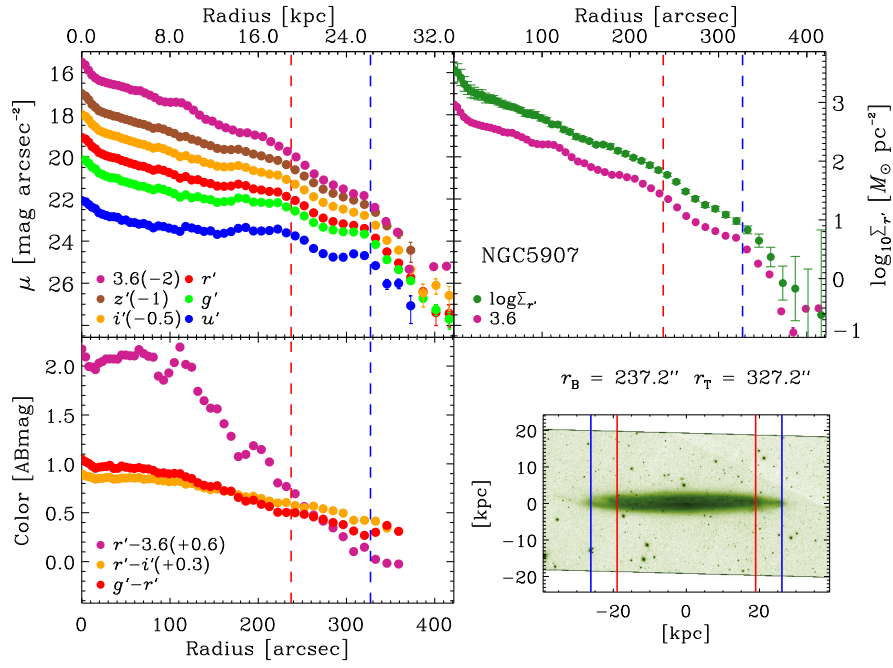 Radius [kpc]
0.0 8.0 16.0 24.0 32.0
Radius [arcsec]
0 100 200 300 400
μ [mag arcsec⁻²]
16
18
20
22
24
26
3.6(−2) r′
z′(−1) g′
i′(−0.5) u′
NGC5907
logΣr′
3.6
log₁₀Σr′ [M⊙ pc⁻²]
3
2
1
0
−1
Color [ABmag]
2.0
1.5
1.0
0.5
0.0
r′−3.6(+0.6)
r′−i′(+0.3)
g′−r′
0 100 200 300 400
Radius [arcsec]
rB = 237.2″ rT = 327.2″
[kpc]
20
10
0
−10
−20
−20 0 20
[kpc]